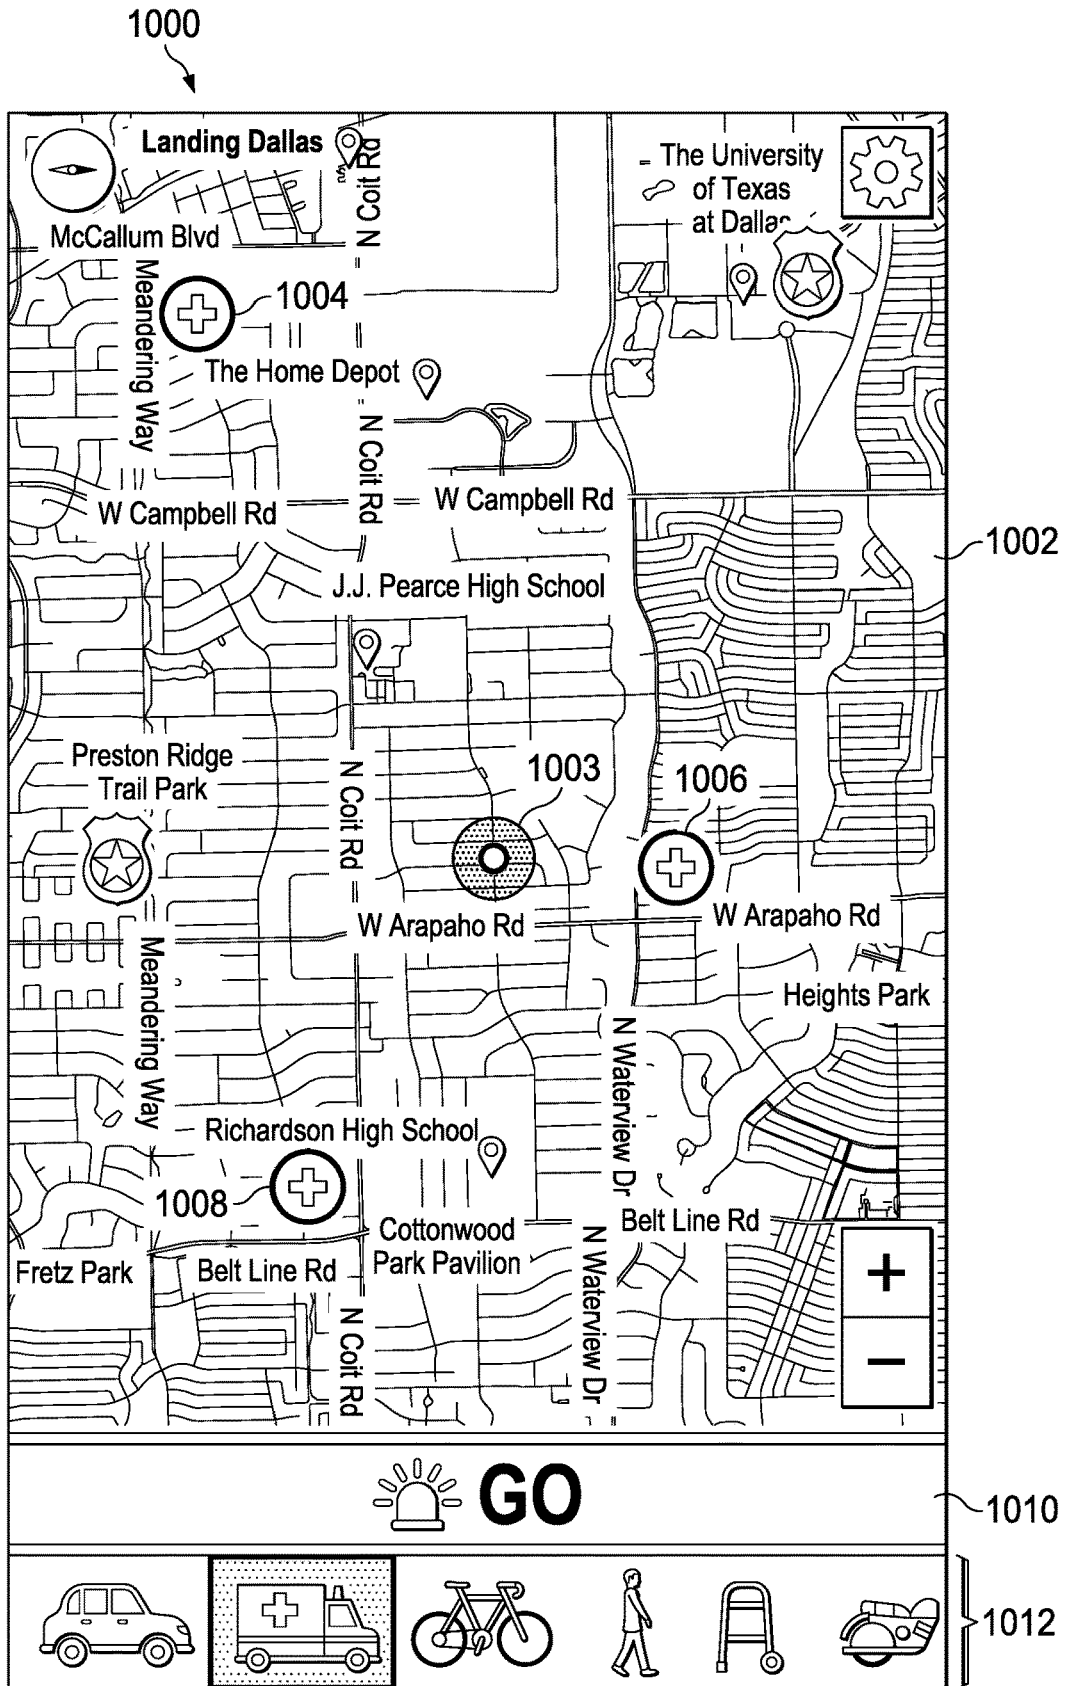 1000
Landing Dallas
N Coit Rd
The University
of Texas
at Dallas
McCallum Blvd
Meandering Way
1004
The Home Depot
N Coit Rd
W Campbell Rd
W Campbell Rd
1002
J.J. Pearce High School
Preston Ridge
Trail Park
N Coit Rd
1003
1006
W Arapaho Rd
W Arapaho Rd
Meandering Way
Heights Park
N Waterview Dr
Richardson High School
1008
Cottonwood
Park Pavilion
Belt Line Rd
Fretz Park
Belt Line Rd
N Coit Rd
N Waterview Dr
+
−
GO
1010
1012